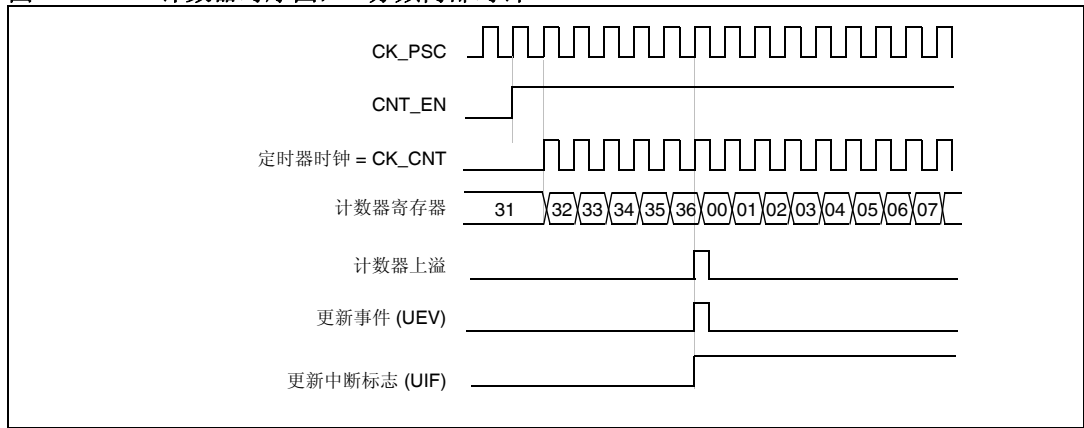 CK_PSC
CNT_EN
定时器时钟 = CK_CNT
计数器寄存器 31 32 33 34 35 36 00 01 02 03 04 05 06 07
计数器上溢
更新事件 (UEV)
更新中断标志 (UIF)